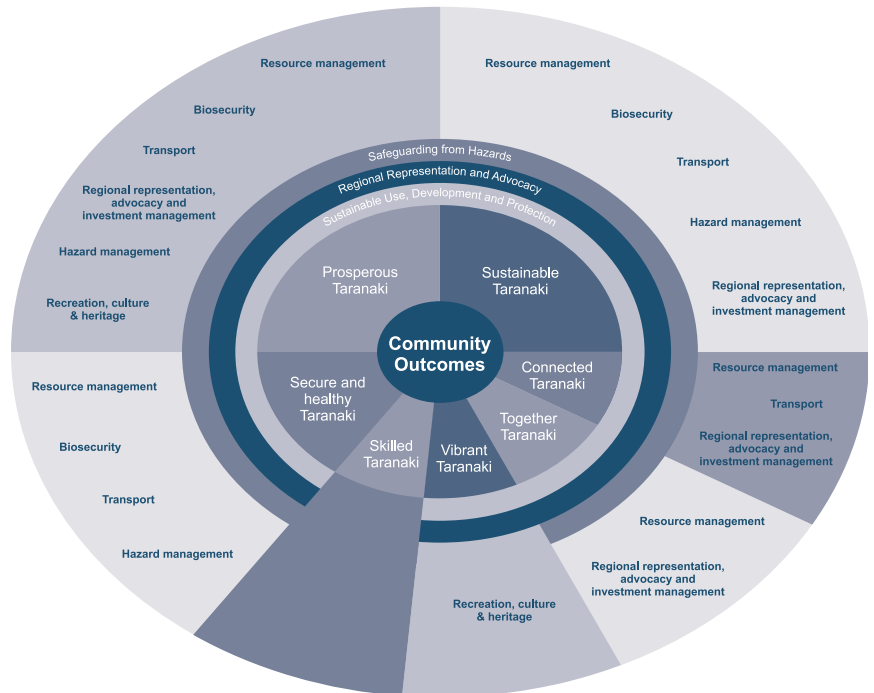 Resource management
Biosecurity
Transport
Regional representation,
advocacy and
investment management
Hazard management
Recreation, culture
& heritage
Resource management
Biosecurity
Transport
Hazard management
Regional representation,
advocacy and
investment management
Safeguarding from Hazards
Regional Representation and Advocacy
Sustainable Use, Development and Protection
Prosperous
Taranaki
Sustainable
Taranaki
Community
Outcomes
Secure and
healthy
Taranaki
Skilled
Taranaki
Vibrant
Taranaki
Together
Taranaki
Connected
Taranaki
Resource management
Transport
Regional representation,
advocacy and
investment management
Resource management
Regional representation,
advocacy and
investment management
Recreation, culture
& heritage
Resource management
Biosecurity
Transport
Hazard management